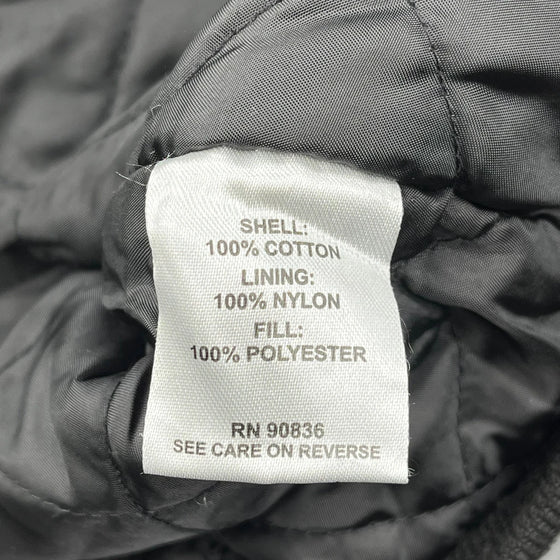 SHELL:
100% COTTON
LINING:
100% NYLON
FILL:
100% POLYESTER
RN 90836
SEE CARE ON REVERSE